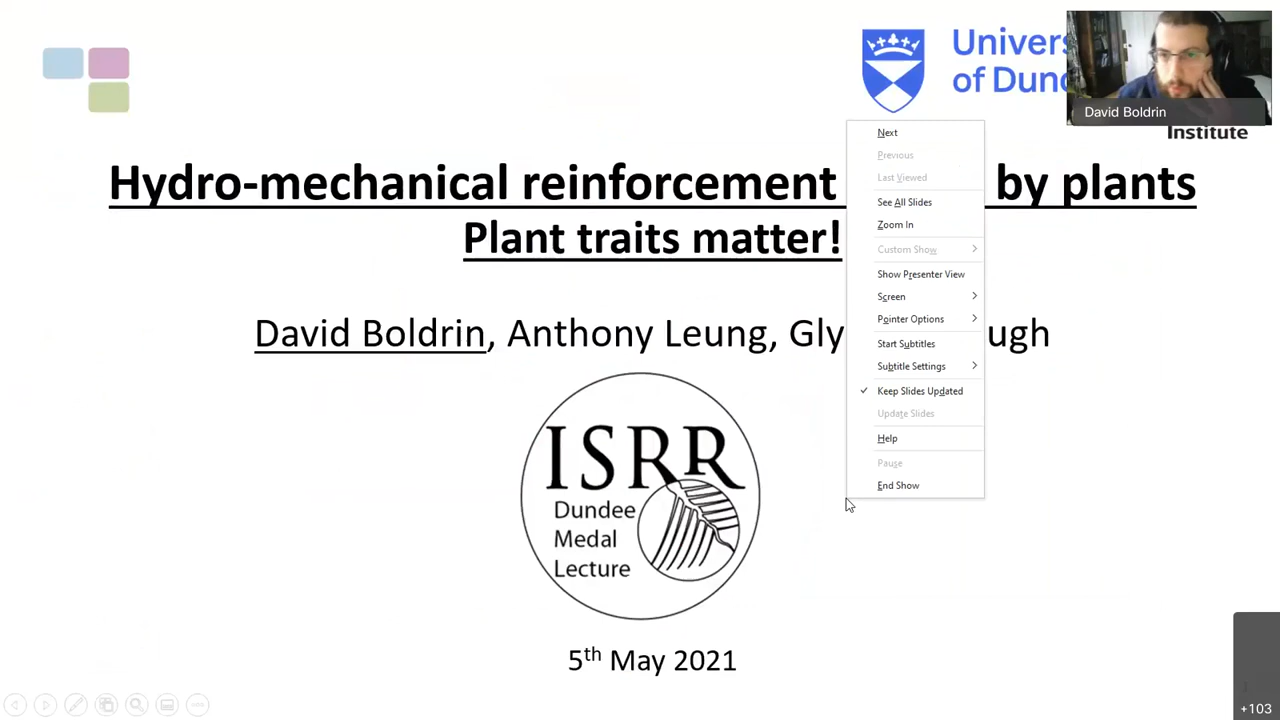 Univers
of Dund
David Boldrin
Institute
Hydro-mechanical reinforcement by plants
Plant traits matter!
David Boldrin, Anthony Leung, Gly ugh
Next
Previous
Last Viewed
See All Slides
Zoom In
Custom Show
Show Presenter View
Screen
Pointer Options
Start Subtitles
Subtitle Settings
Keep Slides Updated
Update Slides
Help
Pause
End Show
ISRR
Dundee
Medal
Lecture
5th May 2021
+103